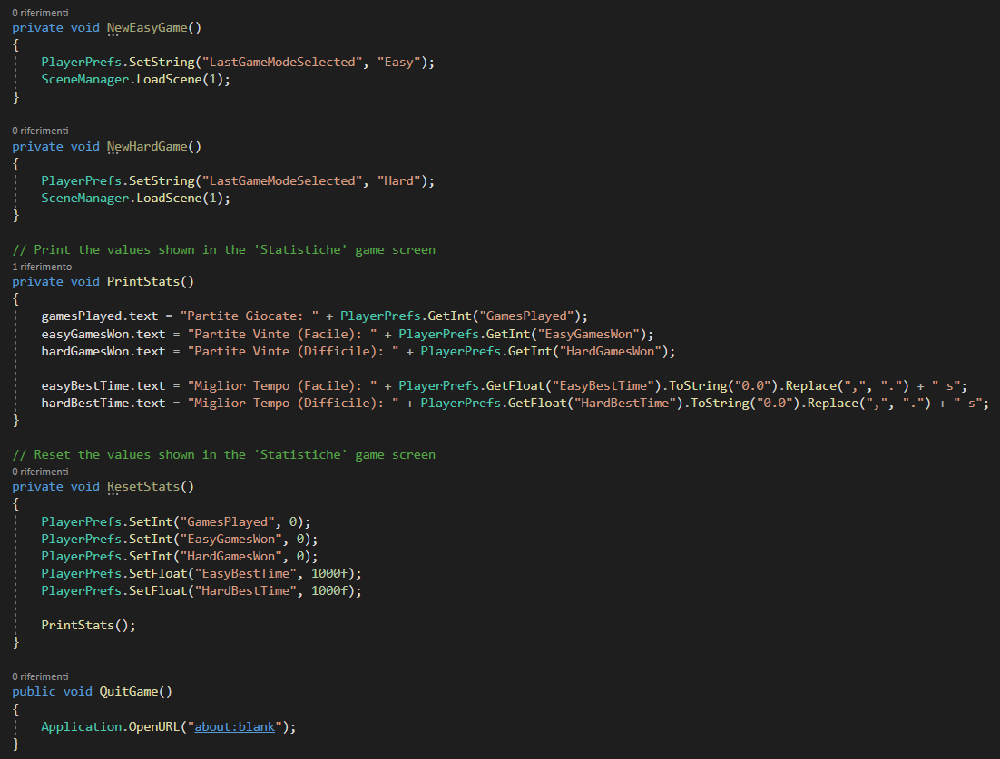 0 riferimenti
private void NewEasyGame()
{
    PlayerPrefs.SetString("LastGameModeSelected", "Easy");
    SceneManager.LoadScene(1);
}
0 riferimenti
private void NewHardGame()
{
    PlayerPrefs.SetString("LastGameModeSelected", "Hard");
    SceneManager.LoadScene(1);
}
// Print the values shown in the 'Statistiche' game screen
1 riferimento
private void PrintStats()
{
    gamesPlayed.text = "Partite Giocate: " + PlayerPrefs.GetInt("GamesPlayed");
    easyGamesWon.text = "Partite Vinte (Facile): " + PlayerPrefs.GetInt("EasyGamesWon");
    hardGamesWon.text = "Partite Vinte (Difficile): " + PlayerPrefs.GetInt("HardGamesWon");
    easyBestTime.text = "Miglior Tempo (Facile): " + PlayerPrefs.GetFloat("EasyBestTime").ToString("0.0").Replace(",", ".") + " s";
    hardBestTime.text = "Miglior Tempo (Difficile): " + PlayerPrefs.GetFloat("HardBestTime").ToString("0.0").Replace(",", ".") + " s";
}
// Reset the values shown in the 'Statistiche' game screen
0 riferimenti
private void ResetStats()
{
    PlayerPrefs.SetInt("GamesPlayed", 0);
    PlayerPrefs.SetInt("EasyGamesWon", 0);
    PlayerPrefs.SetInt("HardGamesWon", 0);
    PlayerPrefs.SetFloat("EasyBestTime", 1000f);
    PlayerPrefs.SetFloat("HardBestTime", 1000f);
    PrintStats();
}
0 riferimenti
public void QuitGame()
{
    Application.OpenURL("about:blank");
}